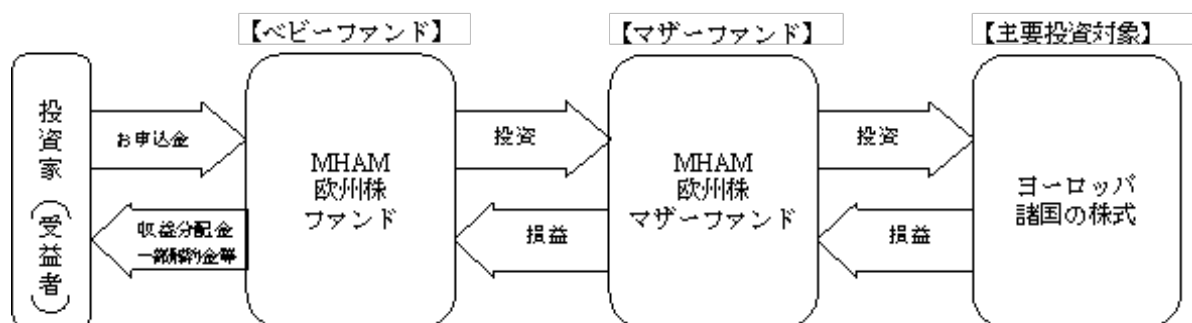 【ベビーファンド】
【マザーファンド】
【主要投資対象】
投資家(受益者)
お申込金
収益分配金
一部解約金等
MHAM
欧州株
ファンド
投資
損益
MHAM
欧州株
マザーファンド
投資
損益
ヨーロッパ
諸国の株式